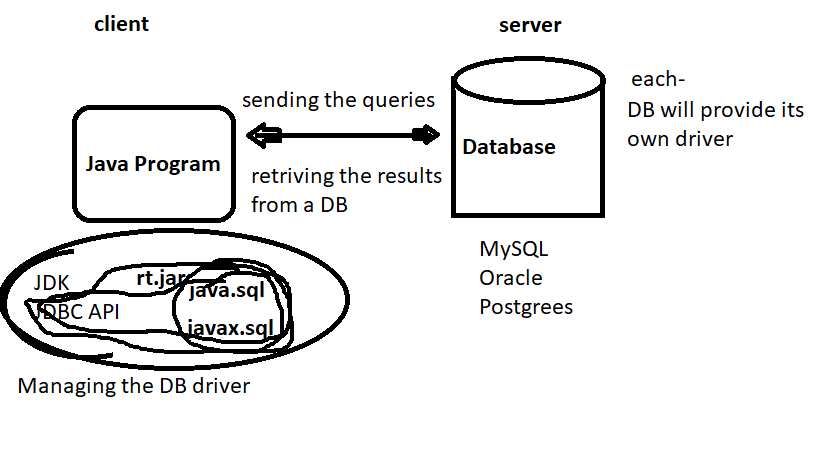 client
server
sending the queries
each-
DB will provide its
own driver
Java Program
Database
retriving the results
from a DB
MySQL
Oracle
Postgrees
JDK
rt.jar
java.sql
JDBC API
javax.sql
Managing the DB driver